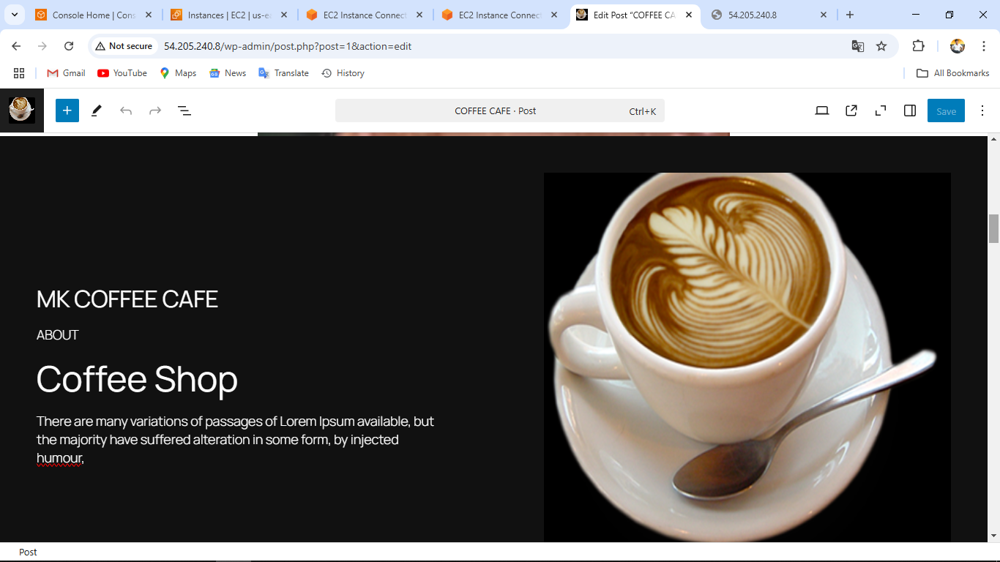 Console Home | Cons
Instances | EC2 | us-ea
EC2 Instance Connect
EC2 Instance Connect
Edit Post "COFFEE CA
54.205.240.8
Not secure
54.205.240.8/wp-admin/post.php?post=1&action=edit
Gmail
YouTube
Maps
News
Translate
History
All Bookmarks
COFFEE CAFE · Post
Ctrl+K
Save
MK COFFEE CAFE
ABOUT
Coffee Shop
There are many variations of passages of Lorem Ipsum available, but
the majority have suffered alteration in some form, by injected
humour,
Post